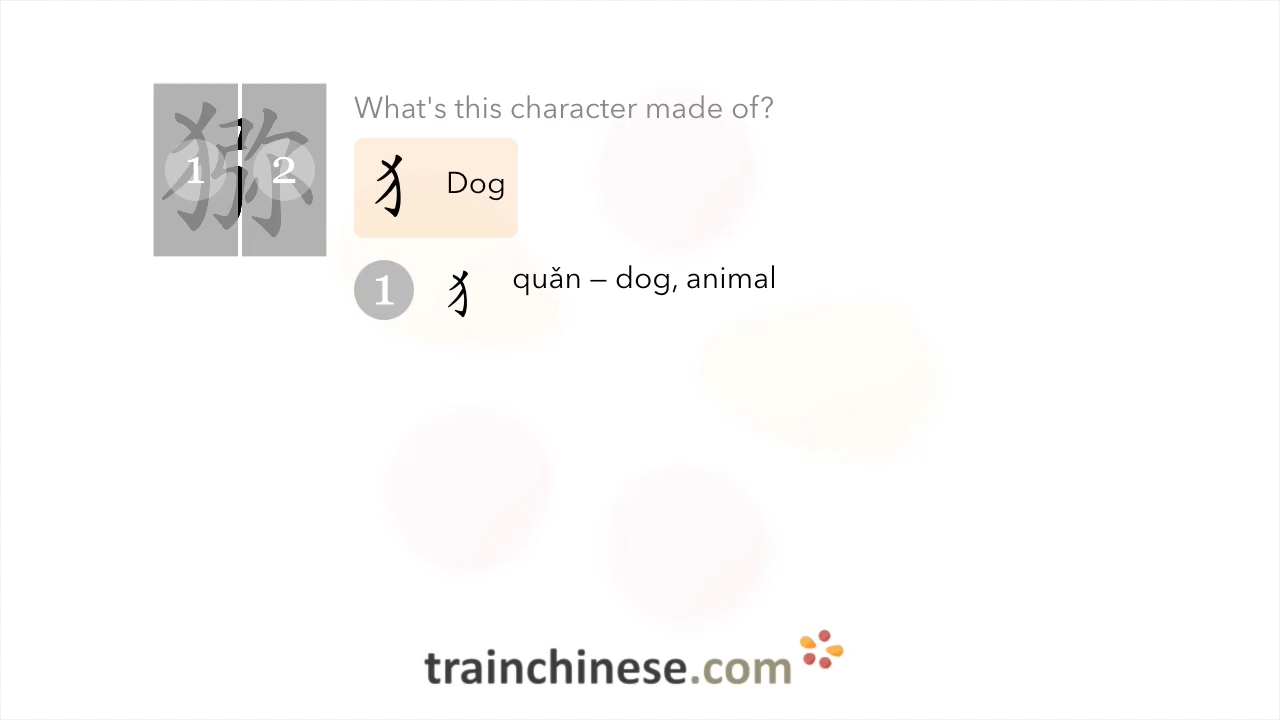 猕
1 2
What's this character made of?
犭 Dog
1 犭 quǎn – dog, animal
trainchinese.com